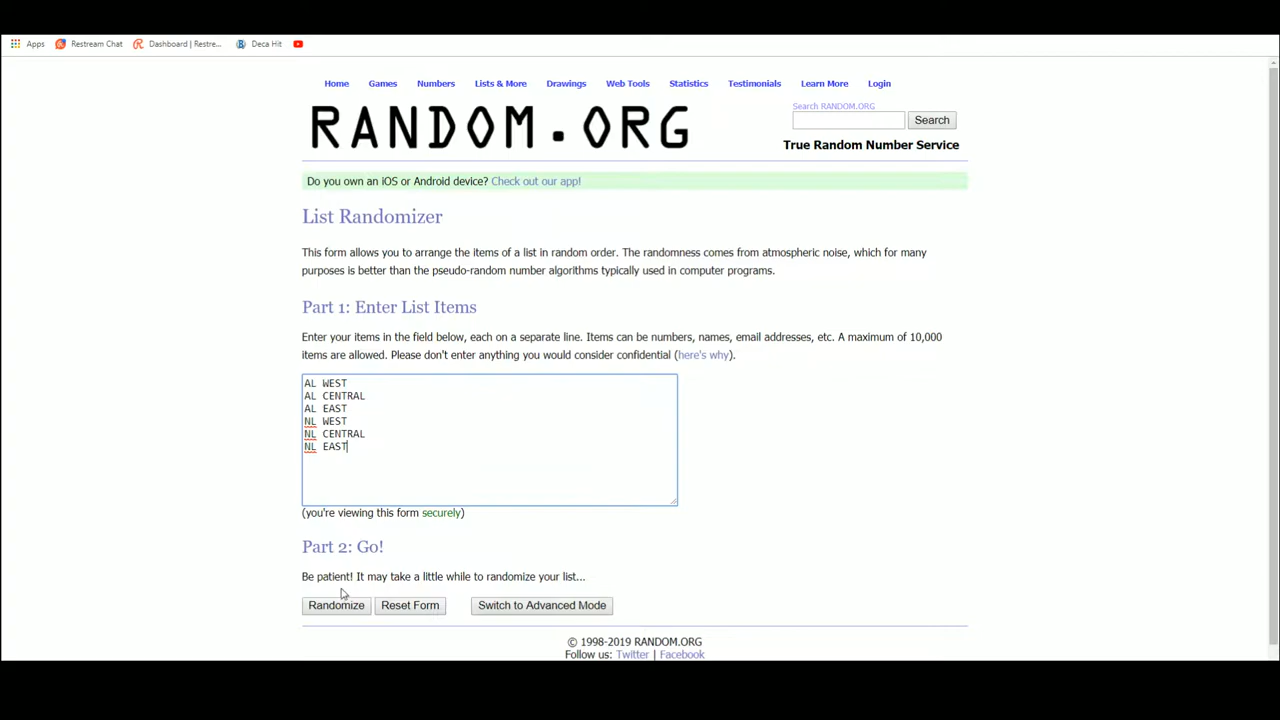 Apps Restream Chat Dashboard | Restre... Deca Hit
Home Games Numbers Lists & More Drawings Web Tools Statistics Testimonials Learn More Login
RANDOM.ORG
Search RANDOM.ORG
Search
True Random Number Service
Do you own an iOS or Android device? Check out our app!
List Randomizer
This form allows you to arrange the items of a list in random order. The randomness comes from atmospheric noise, which for many
purposes is better than the pseudo-random number algorithms typically used in computer programs.
Part 1: Enter List Items
Enter your items in the field below, each on a separate line. Items can be numbers, names, email addresses, etc. A maximum of 10,000
items are allowed. Please don't enter anything you would consider confidential (here's why).
AL WEST
AL CENTRAL
AL EAST
NL WEST
NL CENTRAL
NL EAST
(you're viewing this form securely)
Part 2: Go!
Be patient! It may take a little while to randomize your list...
Randomize Reset Form Switch to Advanced Mode
© 1998-2019 RANDOM.ORG
Follow us: Twitter | Facebook